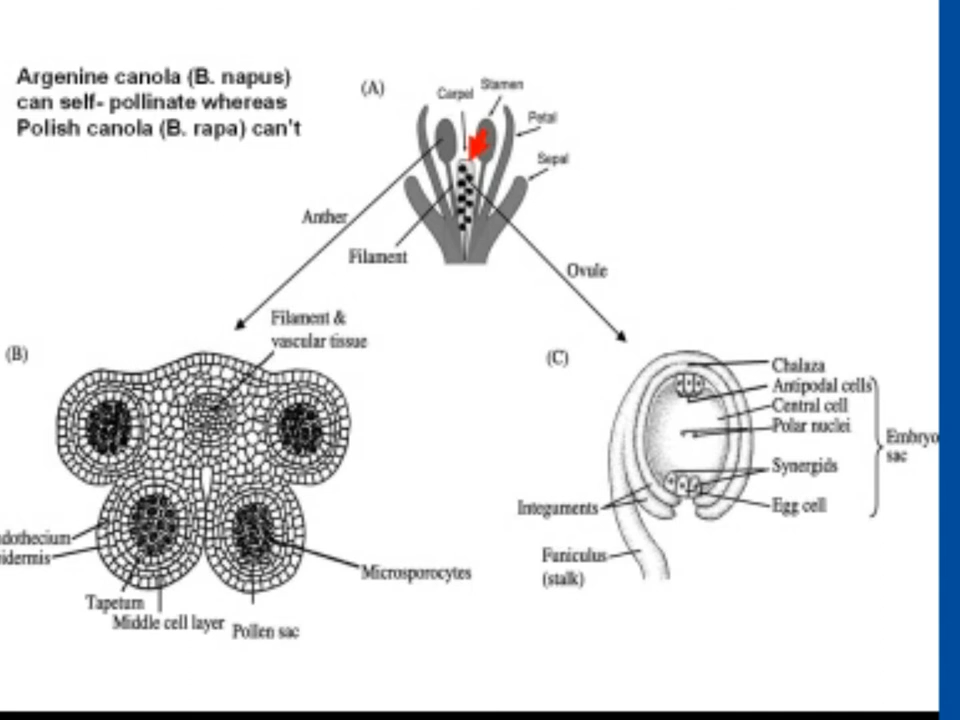 Argenine canola (B. napus)
can self- pollinate whereas
Polish canola (B. rapa) can't
(A)
Carpel
Stamen
Petal
Sepal
Anther
Filament
Ovule
(B)
Filament &
vascular tissue
dothecium
idermis
Tapetum
Middle cell layer
Pollen sac
Microsporocytes
(C)
Chalaza
Antipodal cells
Central cell
Polar nuclei
Synergids
Egg cell
Embryo
sac
Integuments
Funiculus
(stalk)